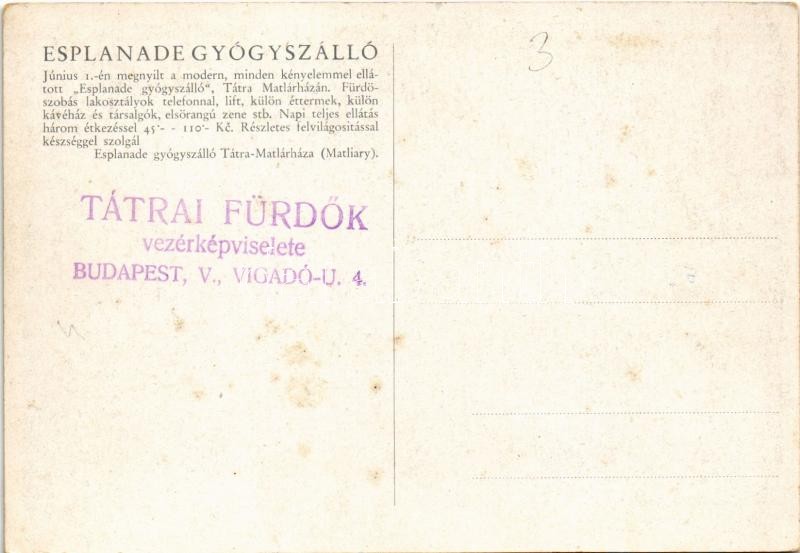 ESPLANADE GYÓGYSZÁLLÓ
Június 1.-én megnyilt a modern, minden kényelemmel ellá-
tott „Esplanade gyógyszálló“, Tátra Matlárházán. Fürdö-
szobás lakosztályok telefonnal, lift, külön éttermek, külön
kávéház és társalgók, elsörangú zene stb. Napi teljes ellátás
három étkezéssel 45·- - 110·- Kč. Részletes felvilágositással
készséggel szolgál
Esplanade gyógyszálló Tátra-Matlárháza (Matliary).
TÁTRAI FÜRDŐK
vezérképviselete
BUDAPEST, V., VIGADÓ-U. 4.
3